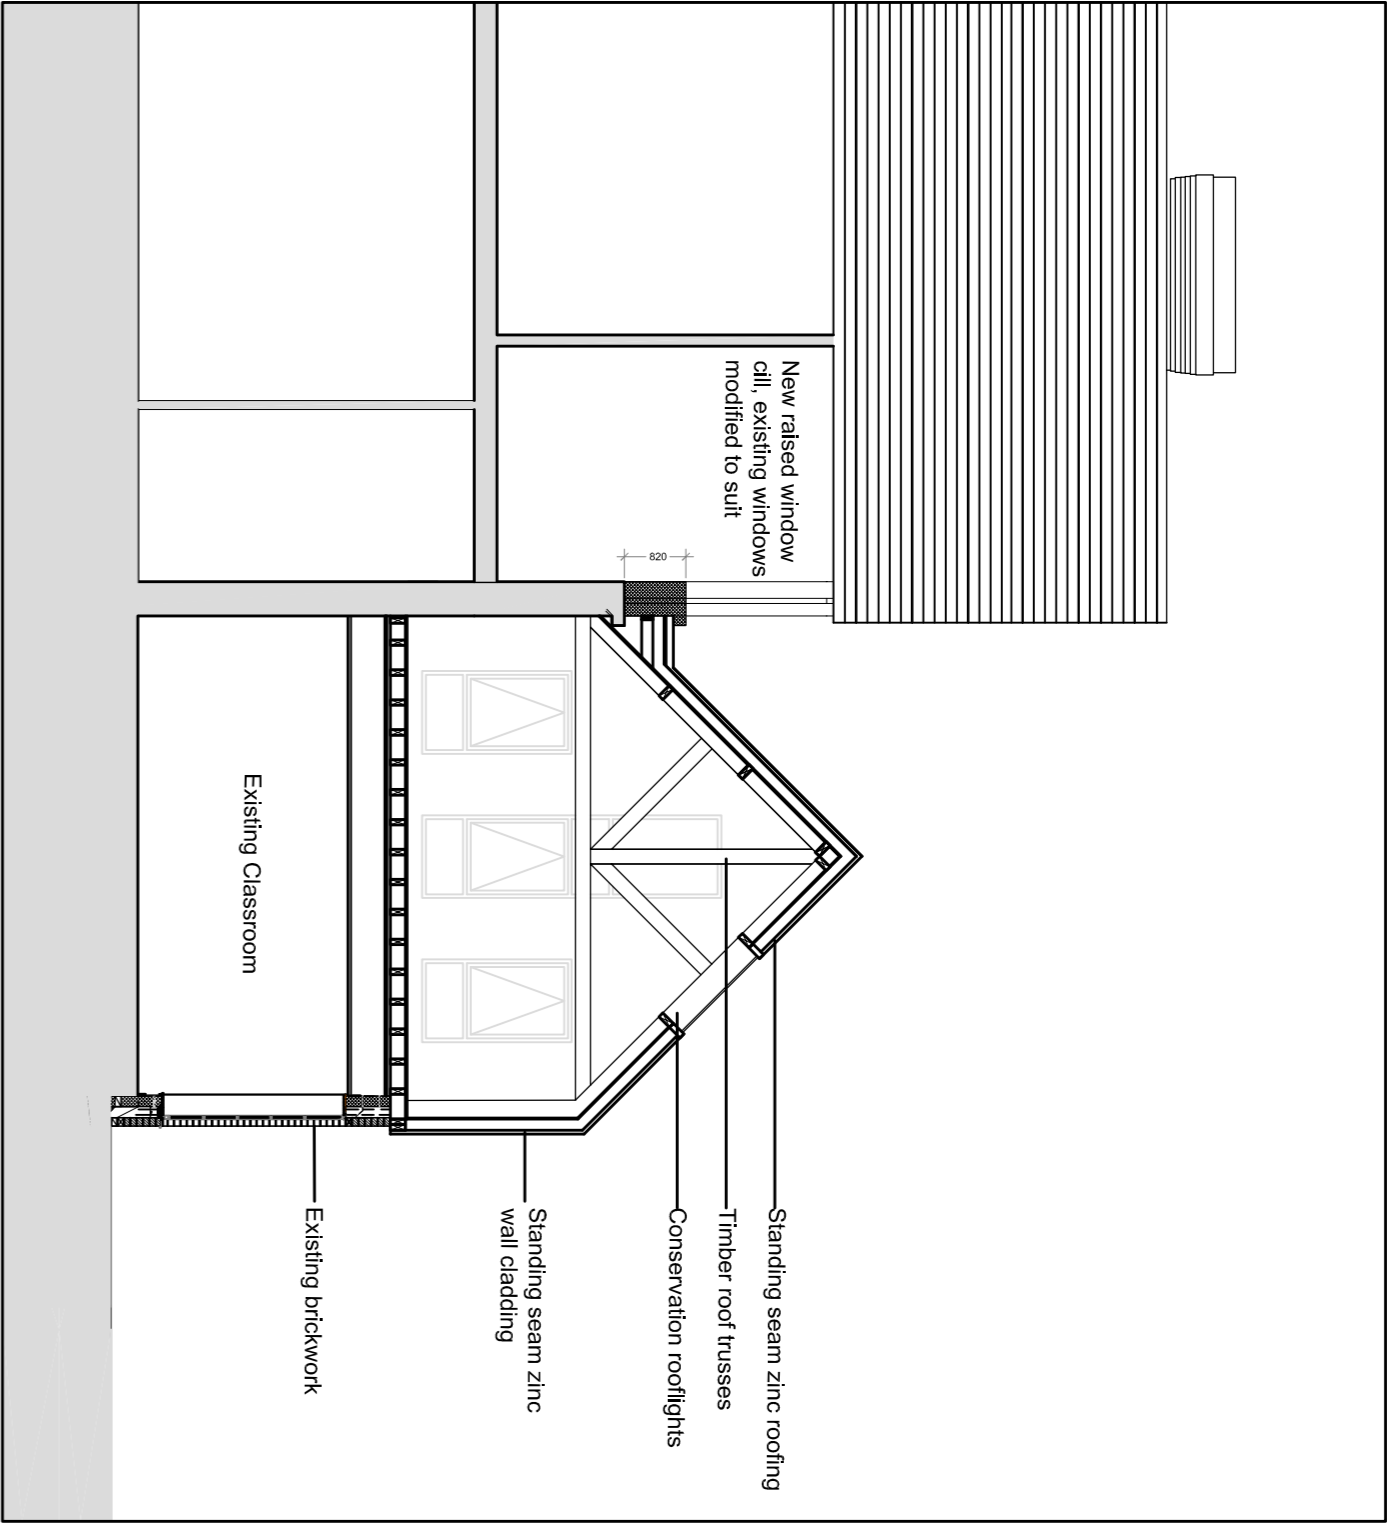 New raised window
cill, existing windows
modified to suit
820
Standing seam zinc roofing
Timber roof trusses
Conservation rooflights
Standing seam zinc
wall cladding
Existing Classroom
Existing brickwork